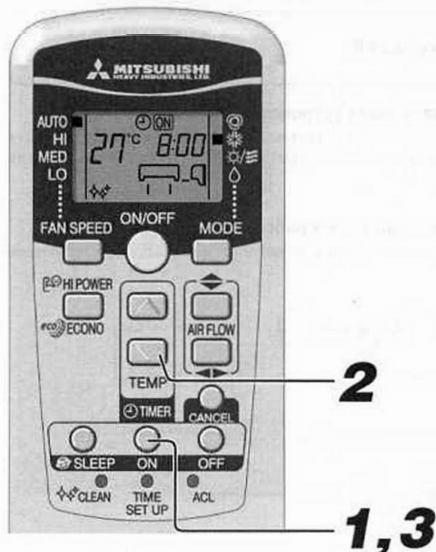 MITSUBISHI
HEAVY INDUSTRIES, LTD.
AUTO
HI
MED
LO
ON
27°C 8:00
ON/OFF
FAN SPEED
MODE
HI POWER
eco ECONO
AIR FLOW
TEMP
2
TIMER
CANCEL
SLEEP ON OFF
CLEAN TIME SET UP ACL
1,3